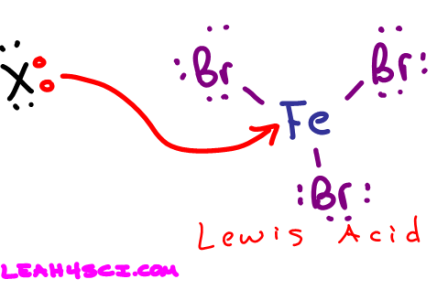 X
:Br
Br:
Fe
:Br:
Lewis Acid
LEAH4SCI.COM